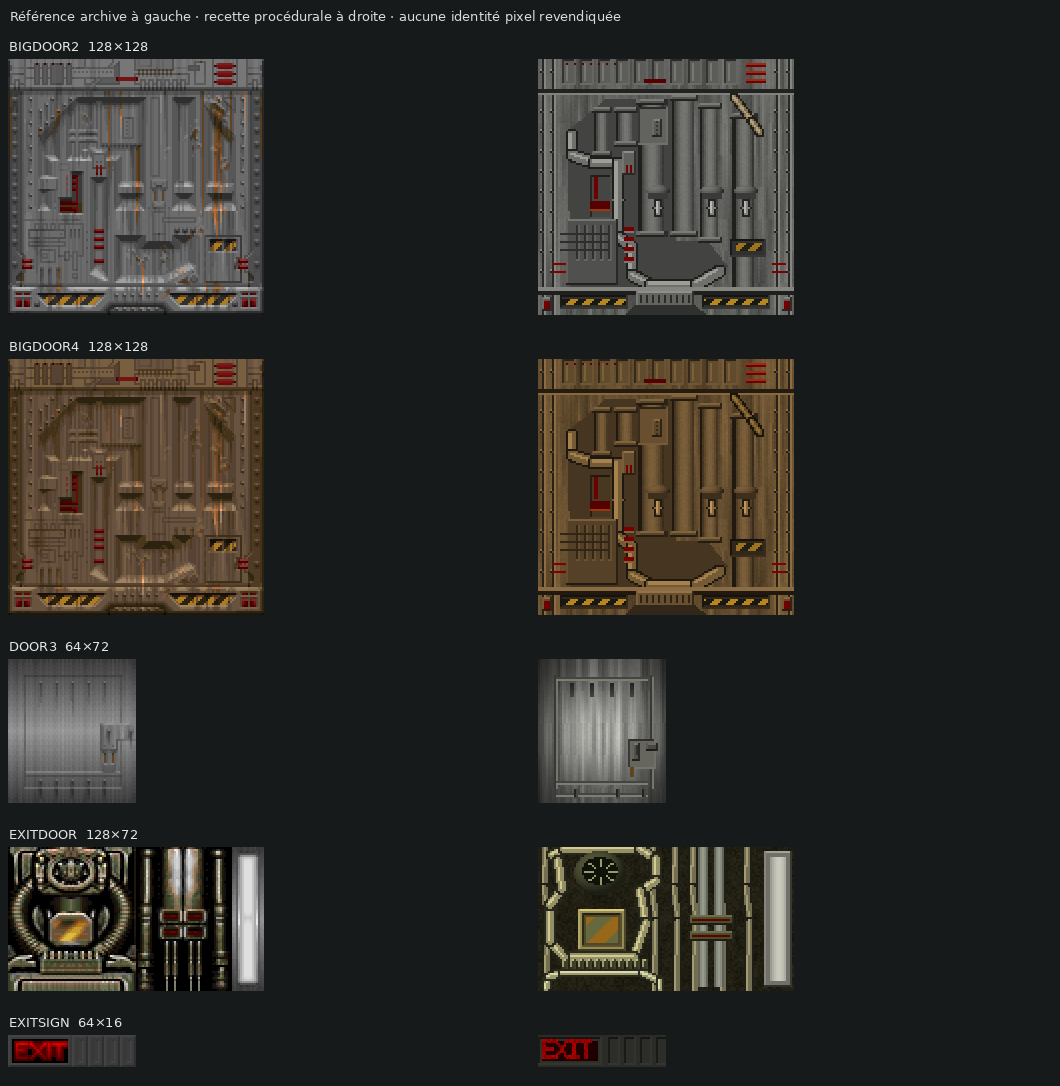 Référence archive à gauche · recette procédurale à droite · aucune identité pixel revendiquée
BIGDOOR2 128×128
BIGDOOR4 128×128
DOOR3 64×72
EXITDOOR 128×72
EXITSIGN 64×16
EXIT EXIT